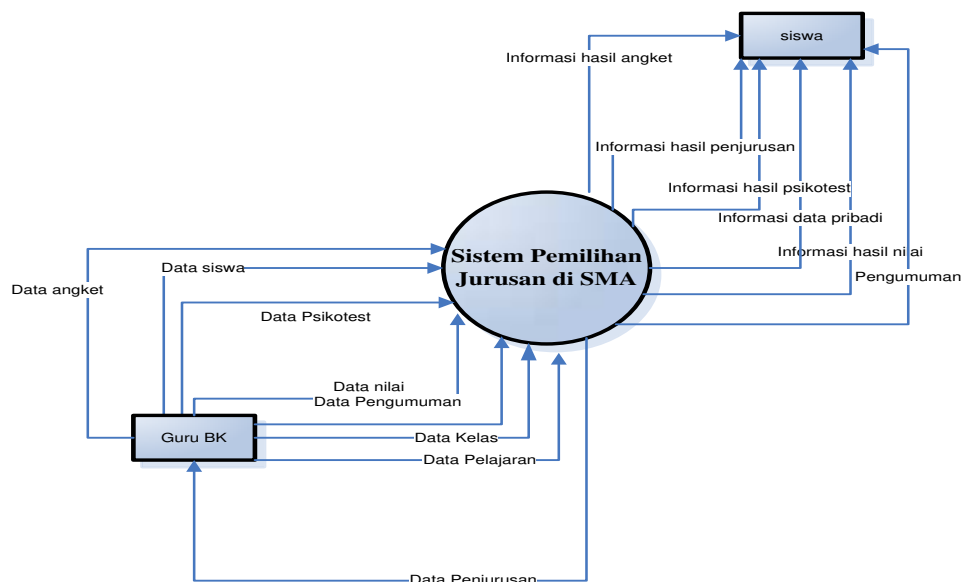 siswa
Informasi hasil angket
Informasi hasil penjurusan
Informasi hasil psikotest
Informasi data pribadi
Sistem Pemilihan
Jurusan di SMA
Informasi hasil nilai
Data siswa
Pengumuman
Data angket
Data Psikotest
Data nilai
Data Pengumuman
Guru BK
Data Kelas
Data Pelajaran
Data Penjurusan